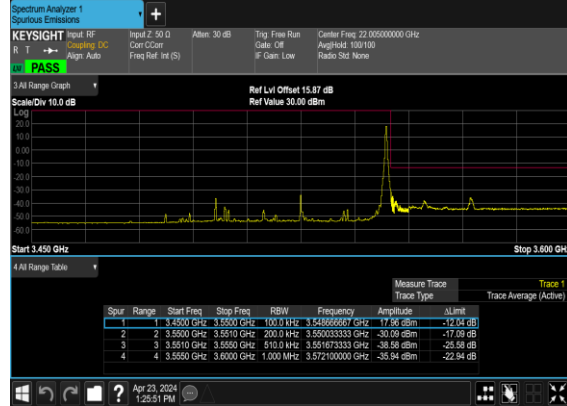 Spectrum Analyzer 1
Spurious Emissions
+
KEYSIGHT Input: RF Input Z: 50 Ω Atten: 30 dB Trig: Free Run Center Freq: 22.005000000 GHz
R T Coupling: DC Corr CCorr Gate: Off Avg|Hold: 100/100
Align: Auto Freq Ref: Int (S) IF Gain: Low Radio Std: None
PASS
3 All Range Graph
Ref Lvl Offset 15.87 dB
Scale/Div 10.0 dB Ref Value 30.00 dBm
Log
20.0
10.0
0.00
-10.0
-20.0
-30.0
-40.0
-50.0
-60.0
Start 3.450 GHz Stop 3.600 GHz
4 All Range Table
Measure Trace Trace 1
Trace Type Trace Average (Active)
Spur Range Start Freq Stop Freq RBW Frequency Amplitude ΔLimit
1 1 3.4500 GHz 3.5500 GHz 100.0 kHz 3.548666667 GHz 17.96 dBm -12.04 dB
2 2 3.5500 GHz 3.5510 GHz 200.0 kHz 3.550033333 GHz -30.09 dBm -17.09 dB
3 3 3.5510 GHz 3.5550 GHz 510.0 kHz 3.551673333 GHz -38.58 dBm -25.58 dB
4 4 3.5550 GHz 3.6000 GHz 1.000 MHz 3.572100000 GHz -35.94 dBm -22.94 dB
? Apr 23, 2024
1:25:51 PM